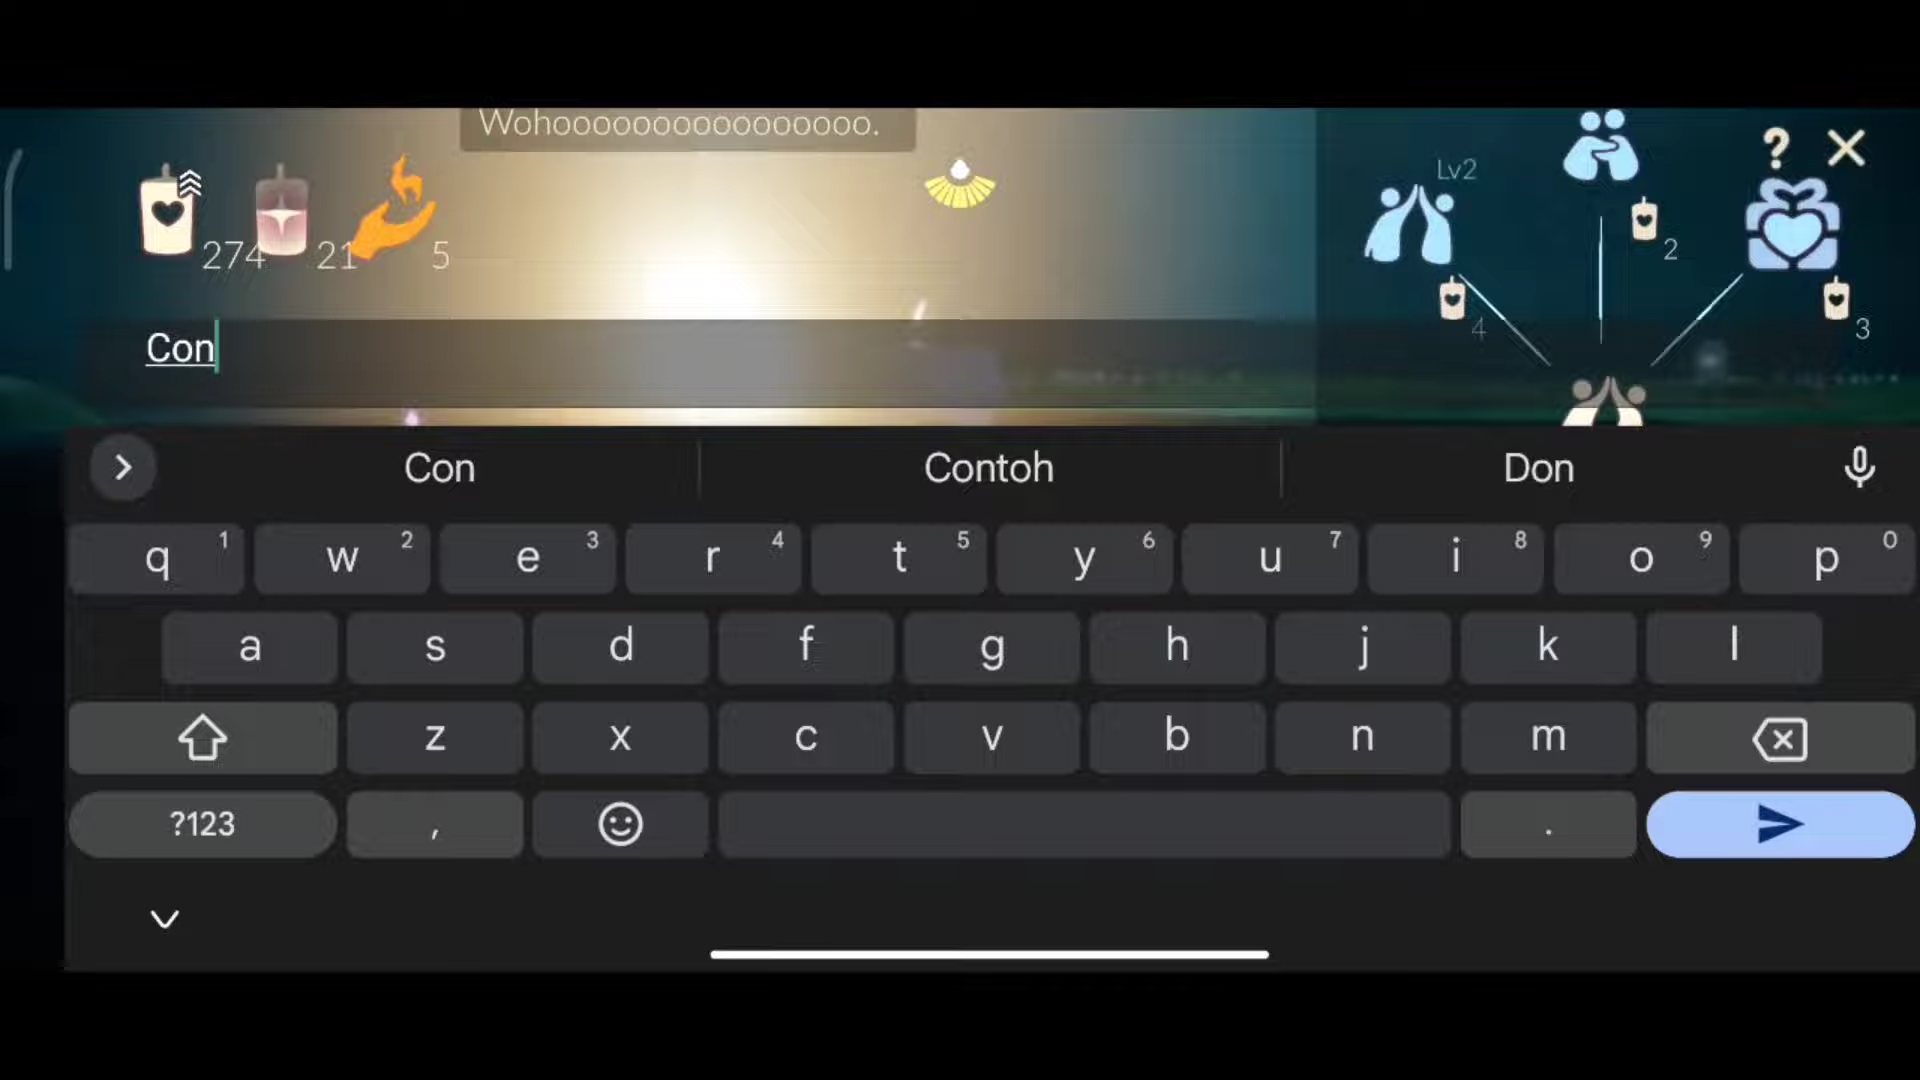 Wohoooooooooooooooo.
274 21 5
Lv2
4
2
3
?
Con
Con Contoh Don
q 1 w 2 e 3 r 4 t 5 y 6 u 7 i 8 o 9 p 0
a s d f g h j k l
z x c v b n m
?123 , .